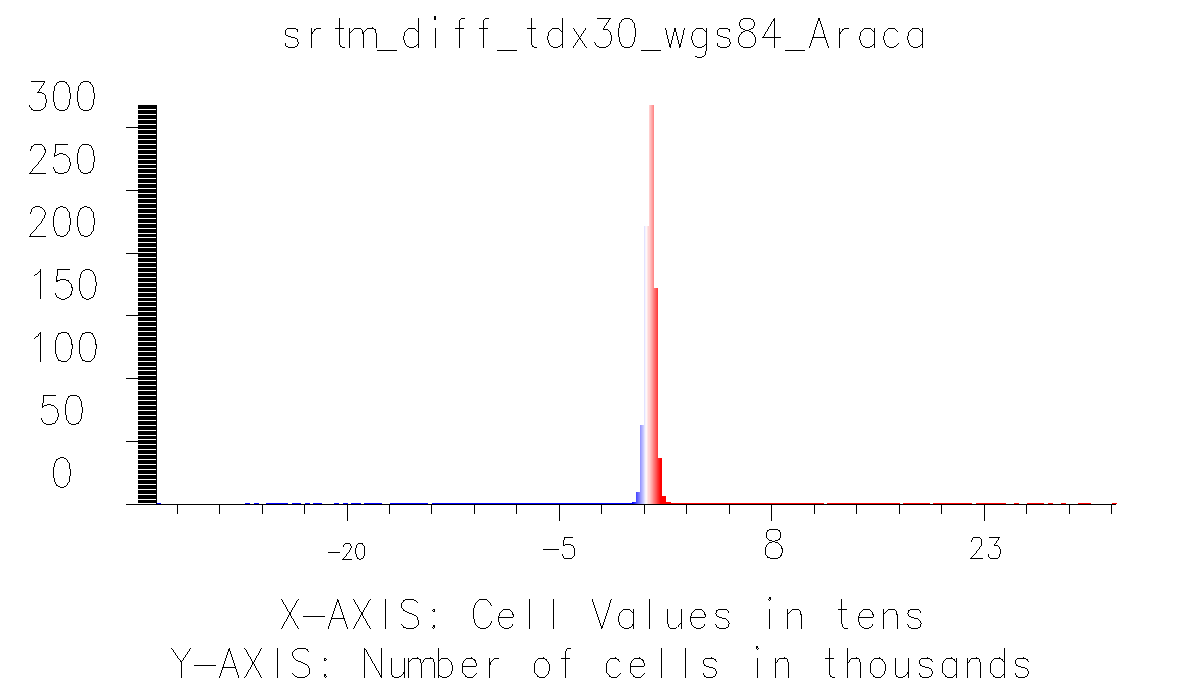 srtm_diff_tdx30_wgs84_Araca
300
250
200
150
100
50
0
-20 -5 8 23
X-AXIS: Cell Values in tens
Y-AXIS: Number of cells in thousands